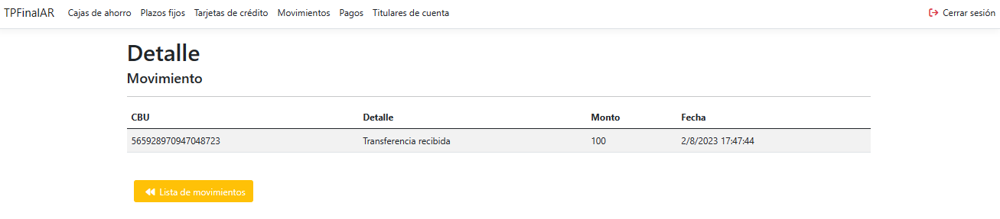 TPFinalAR Cajas de ahorro Plazos fijos Tarjetas de crédito Movimientos Pagos Titulares de cuenta Cerrar sesión
Detalle
Movimiento
CBU Detalle Monto Fecha
565928970947048723 Transferencia recibida 100 2/8/2023 17:47:44
Lista de movimientos